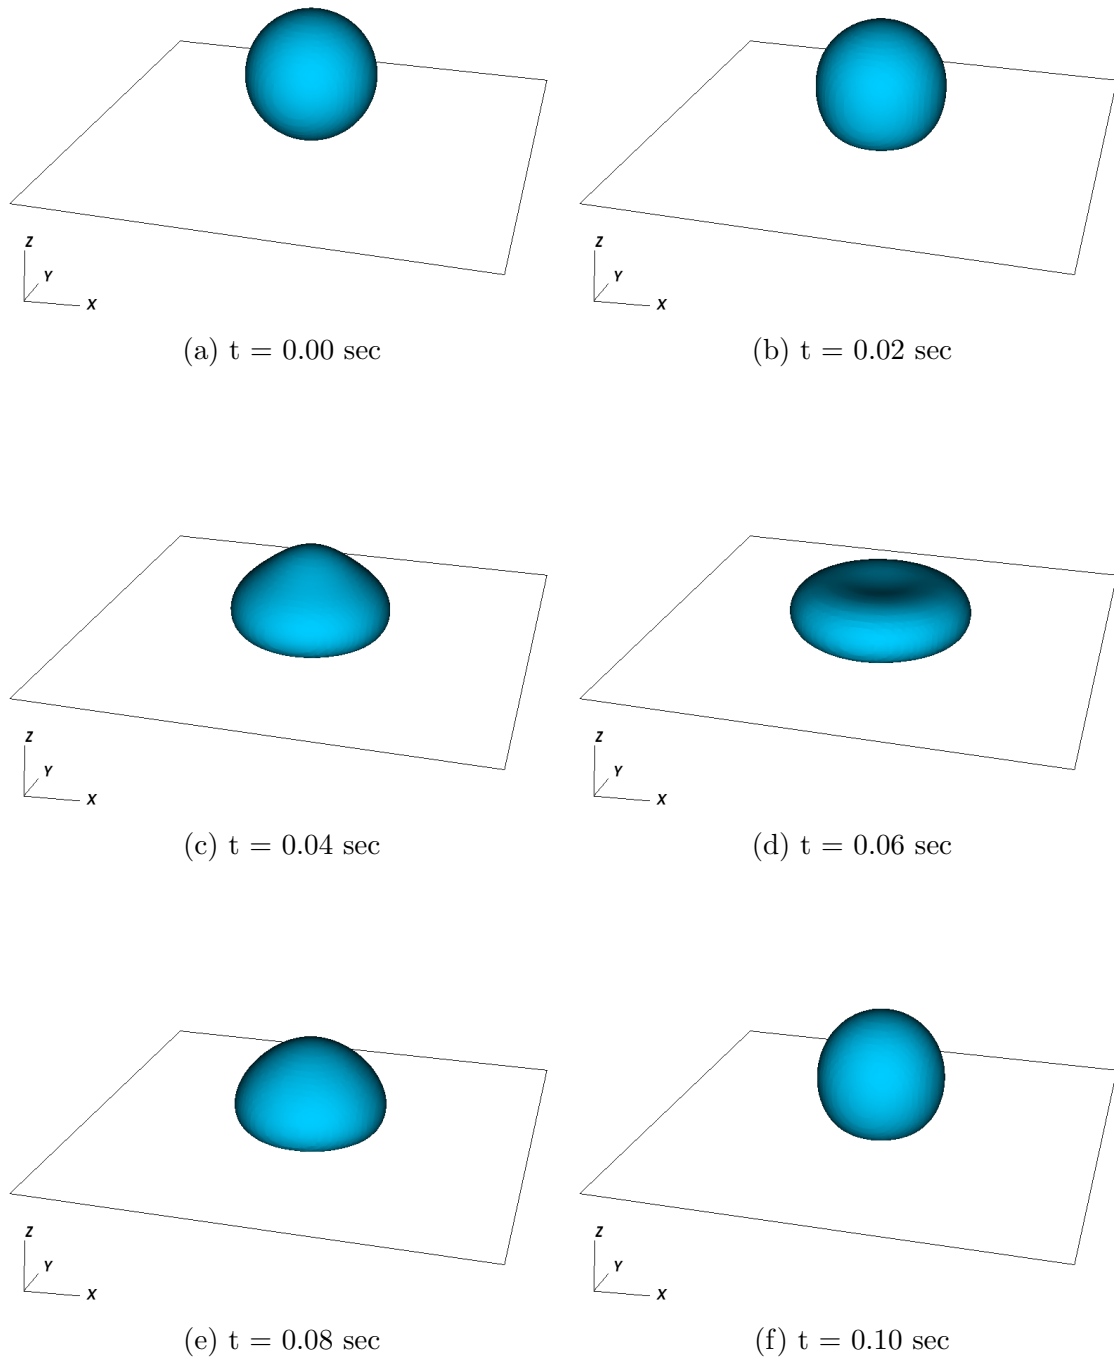 Z
Y
X
Z
Y
X
(a) t = 0.00 sec
(b) t = 0.02 sec
Z
Y
X
Z
Y
X
(c) t = 0.04 sec
(d) t = 0.06 sec
Z
Y
X
Z
Y
X
(e) t = 0.08 sec
(f) t = 0.10 sec